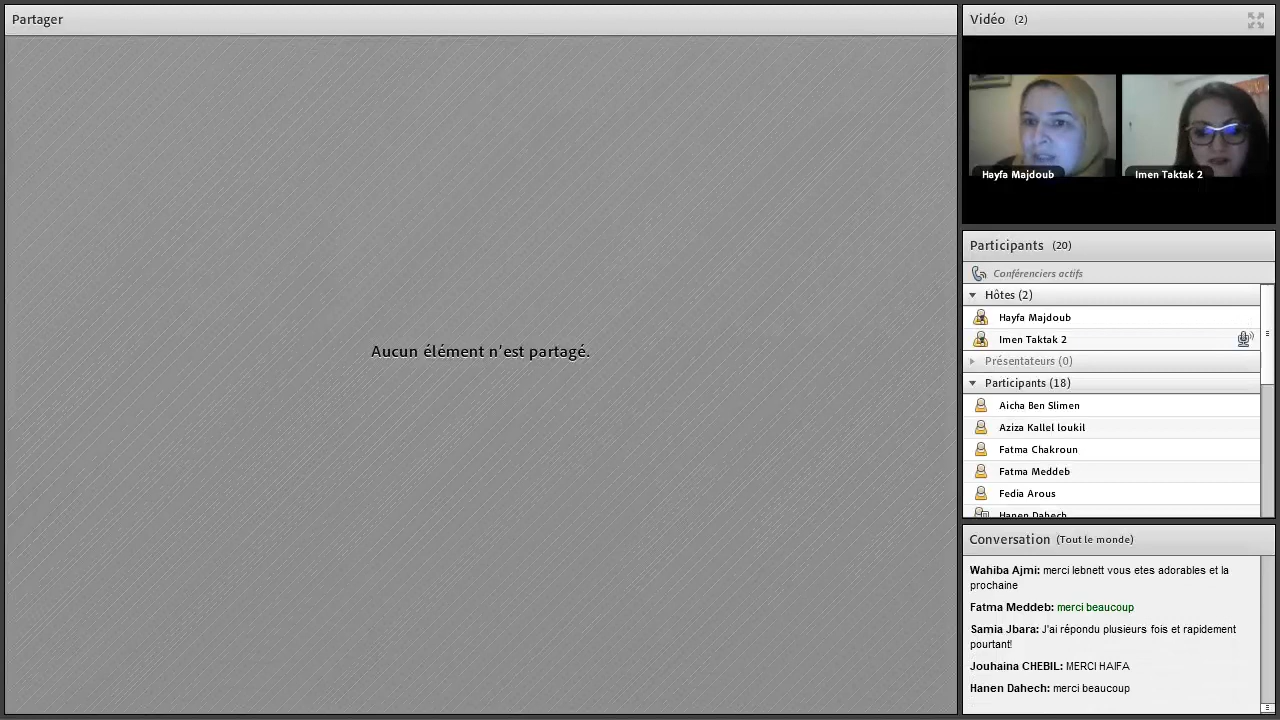 Partager
Aucun élément n'est partagé.
Vidéo (2)
Hayfa Majdoub
Imen Taktak 2
Participants (20)
Conférenciers actifs
Hôtes (2)
Hayfa Majdoub
Imen Taktak 2
Présentateurs (0)
Participants (18)
Aicha Ben Slimen
Aziza Kallel loukil
Fatma Chakroun
Fatma Meddeb
Fedia Arous
Hanen Dahech
Conversation (Tout le monde)
Wahiba Ajmi: merci lebnett vous etes adorables et la
prochaine
Fatma Meddeb: merci beaucoup
Samia Jbara: J'ai répondu plusieurs fois et rapidement
pourtant!
Jouhaina CHEBIL: MERCI HAIFA
Hanen Dahech: merci beaucoup